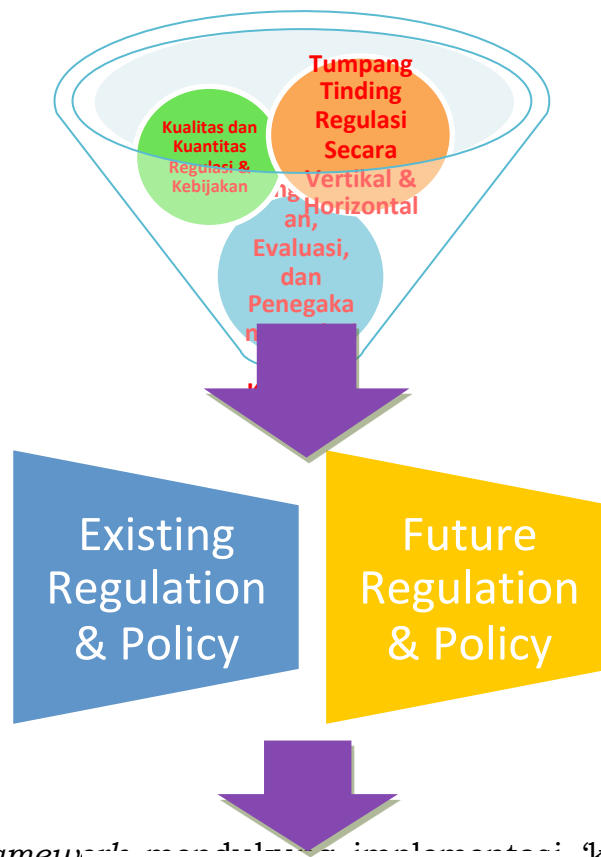 Kualitas dan
Kuantitas
Regulasi &
Kebijakan
Tumpang
Tinding
Regulasi
Secara
Vertikal &
Horizontal
an,
Evaluasi,
dan
Penegaka
Existing
Regulation
& Policy
Future
Regulation
& Policy
implementasi